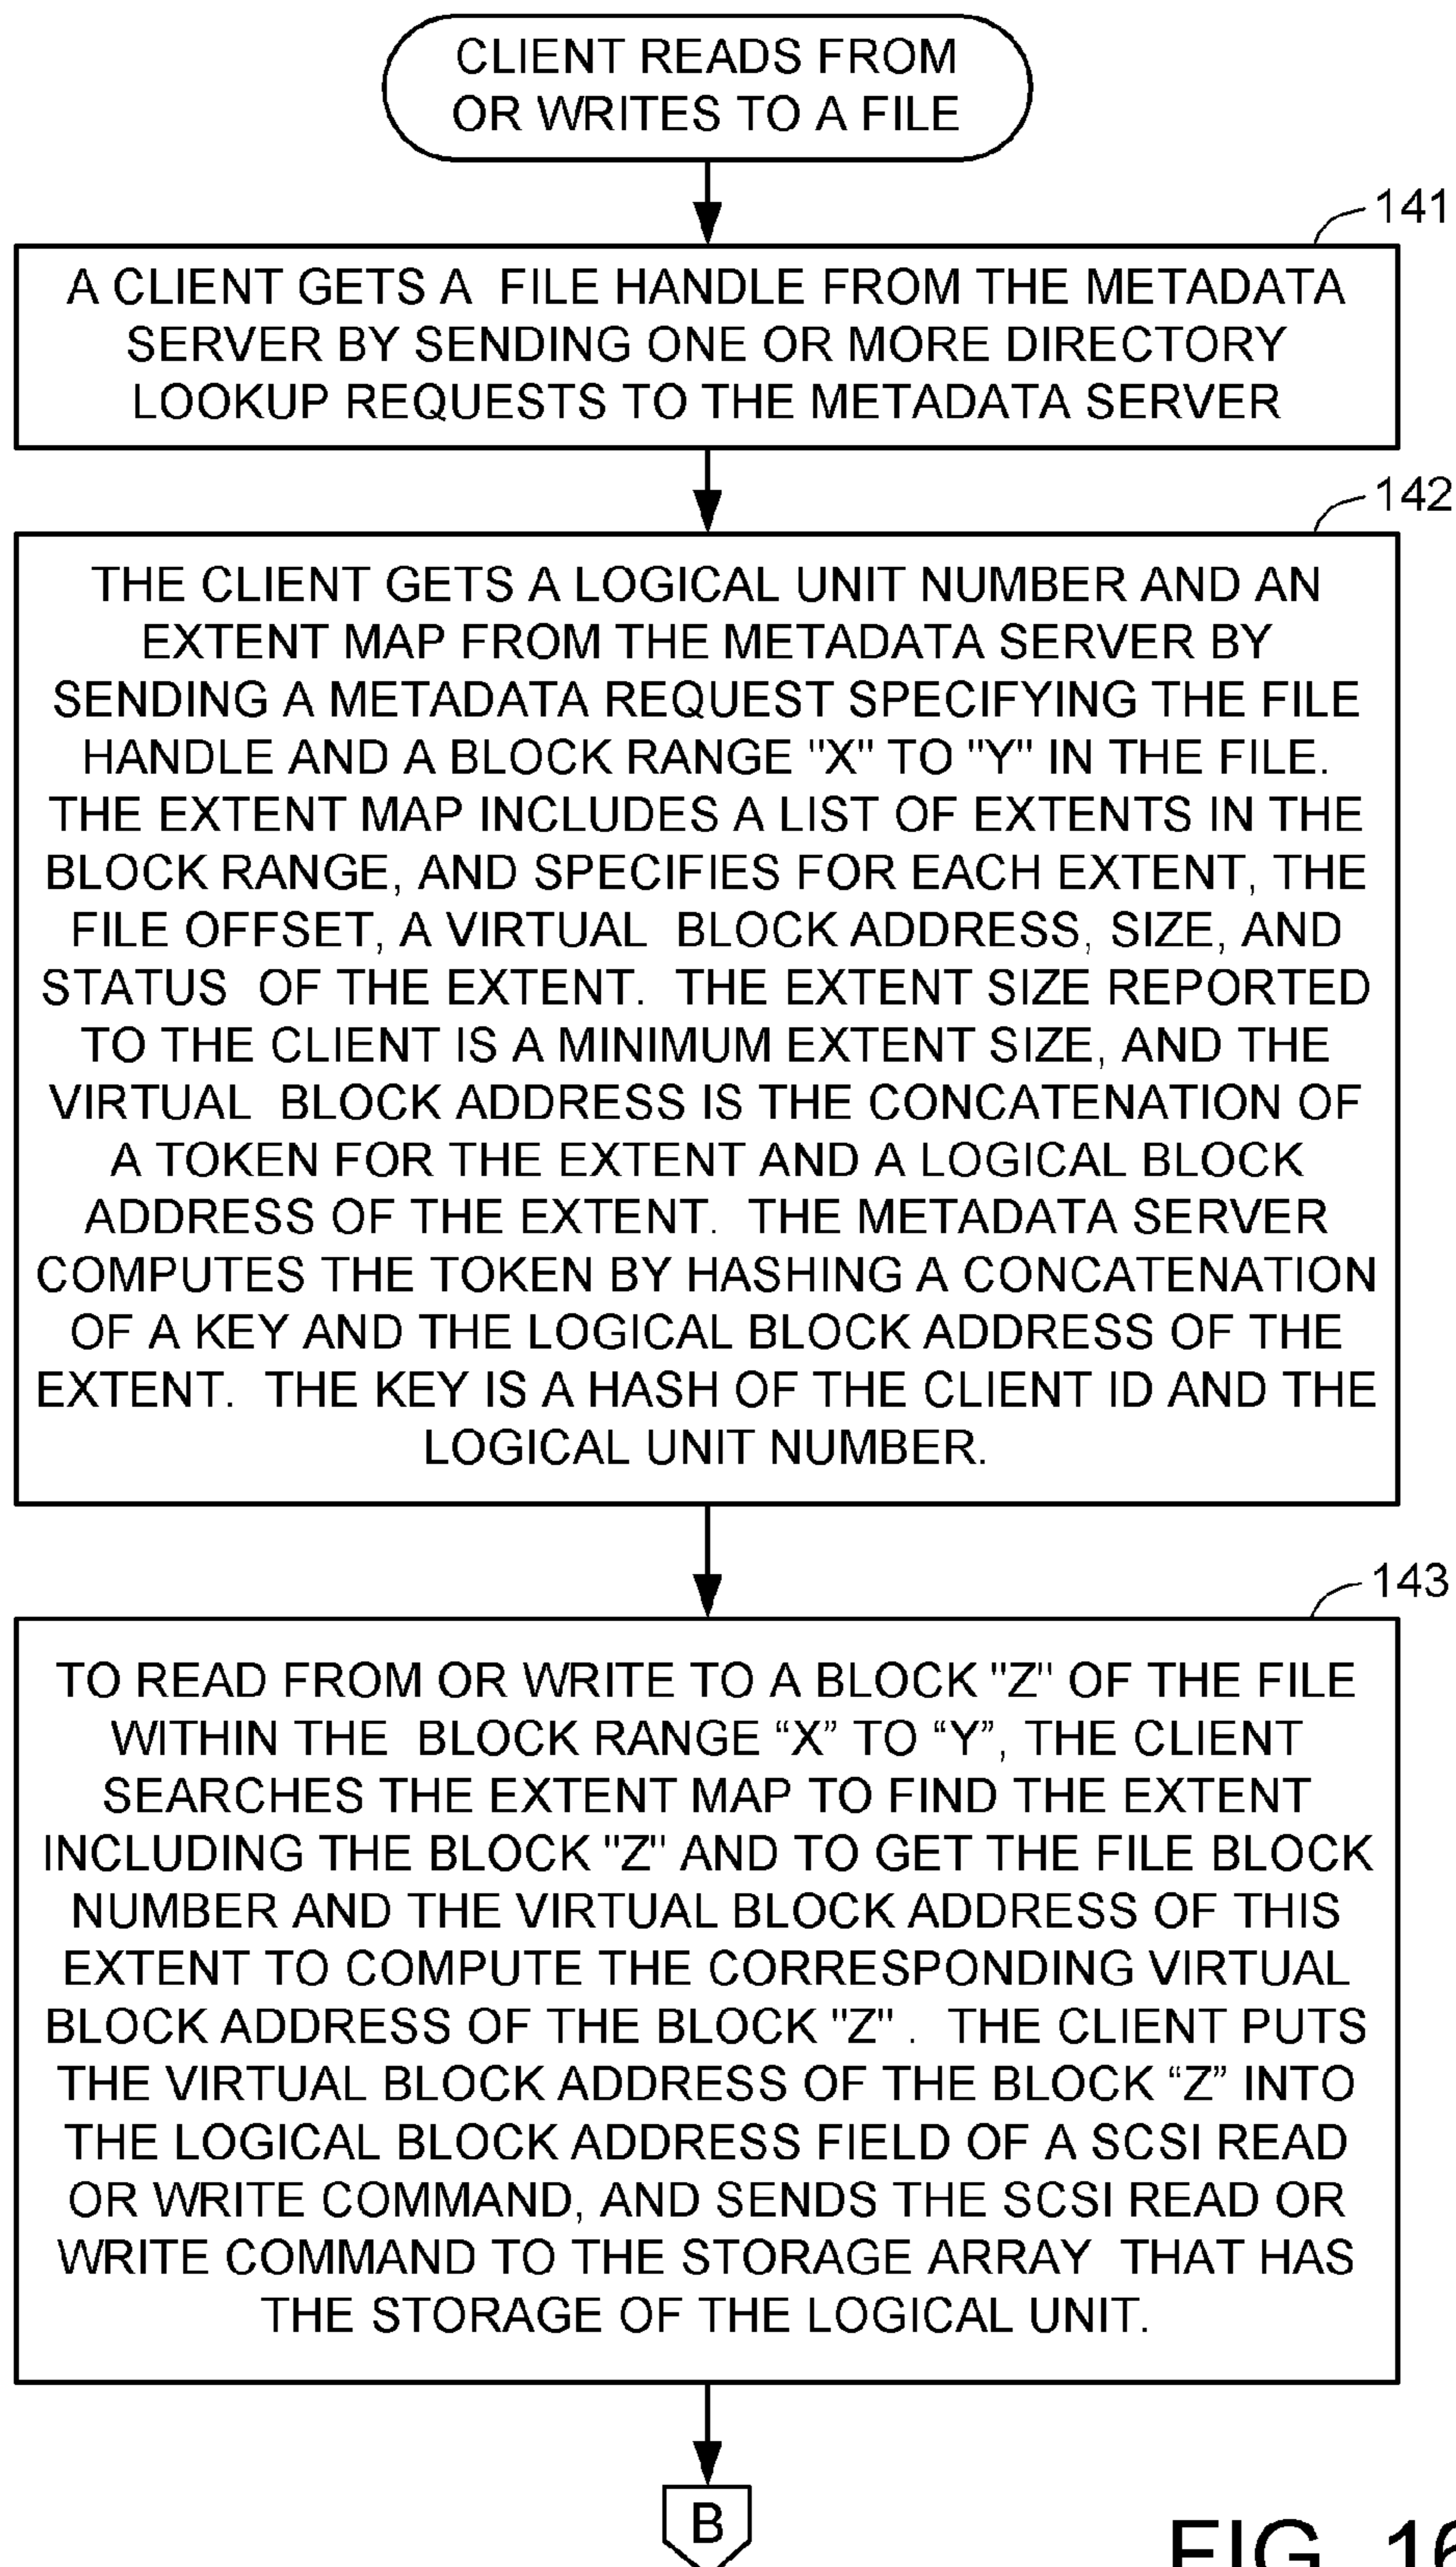 CLIENT READS FROM
OR WRITES TO A FILE
141
A CLIENT GETS A FILE HANDLE FROM THE METADATA
SERVER BY SENDING ONE OR MORE DIRECTORY
LOOKUP REQUESTS TO THE METADATA SERVER
142
THE CLIENT GETS A LOGICAL UNIT NUMBER AND AN
EXTENT MAP FROM THE METADATA SERVER BY
SENDING A METADATA REQUEST SPECIFYING THE FILE
HANDLE AND A BLOCK RANGE "X" TO "Y" IN THE FILE.
THE EXTENT MAP INCLUDES A LIST OF EXTENTS IN THE
BLOCK RANGE, AND SPECIFIES FOR EACH EXTENT, THE
FILE OFFSET, A VIRTUAL BLOCK ADDRESS, SIZE, AND
STATUS OF THE EXTENT. THE EXTENT SIZE REPORTED
TO THE CLIENT IS A MINIMUM EXTENT SIZE, AND THE
VIRTUAL BLOCK ADDRESS IS THE CONCATENATION OF
A TOKEN FOR THE EXTENT AND A LOGICAL BLOCK
ADDRESS OF THE EXTENT. THE METADATA SERVER
COMPUTES THE TOKEN BY HASHING A CONCATENATION
OF A KEY AND THE LOGICAL BLOCK ADDRESS OF THE
EXTENT. THE KEY IS A HASH OF THE CLIENT ID AND THE
LOGICAL UNIT NUMBER.
143
TO READ FROM OR WRITE TO A BLOCK "Z" OF THE FILE
WITHIN THE BLOCK RANGE “X” TO “Y”, THE CLIENT
SEARCHES THE EXTENT MAP TO FIND THE EXTENT
INCLUDING THE BLOCK "Z" AND TO GET THE FILE BLOCK
NUMBER AND THE VIRTUAL BLOCK ADDRESS OF THIS
EXTENT TO COMPUTE THE CORRESPONDING VIRTUAL
BLOCK ADDRESS OF THE BLOCK "Z" . THE CLIENT PUTS
THE VIRTUAL BLOCK ADDRESS OF THE BLOCK “Z” INTO
THE LOGICAL BLOCK ADDRESS FIELD OF A SCSI READ
OR WRITE COMMAND, AND SENDS THE SCSI READ OR
WRITE COMMAND TO THE STORAGE ARRAY THAT HAS
THE STORAGE OF THE LOGICAL UNIT.
B
FIG. 16